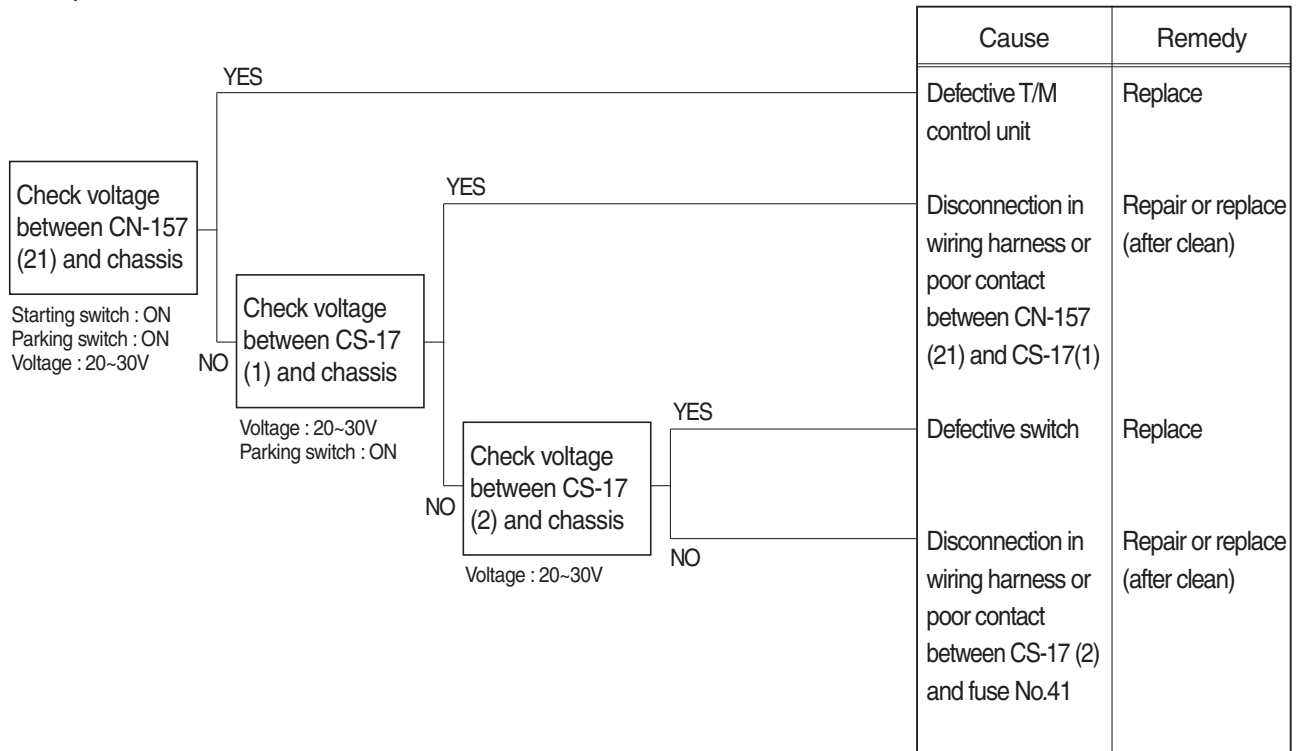 Cause
Remedy
YES
Defective T/M
control unit
Replace
Check voltage
between CN-157
(21) and chassis
Starting switch : ON
Parking switch : ON
Voltage : 20~30V
YES
NO
Disconnection in
wiring harness or
poor contact
between CN-157
(21) and CS-17(1)
Repair or replace
(after clean)
Check voltage
between CS-17
(1) and chassis
Voltage : 20~30V
Parking switch : ON
YES
NO
Defective switch
Replace
Check voltage
between CS-17
(2) and chassis
Voltage : 20~30V
NO
Disconnection in
wiring harness or
poor contact
between CS-17 (2)
and fuse No.41
Repair or replace
(after clean)